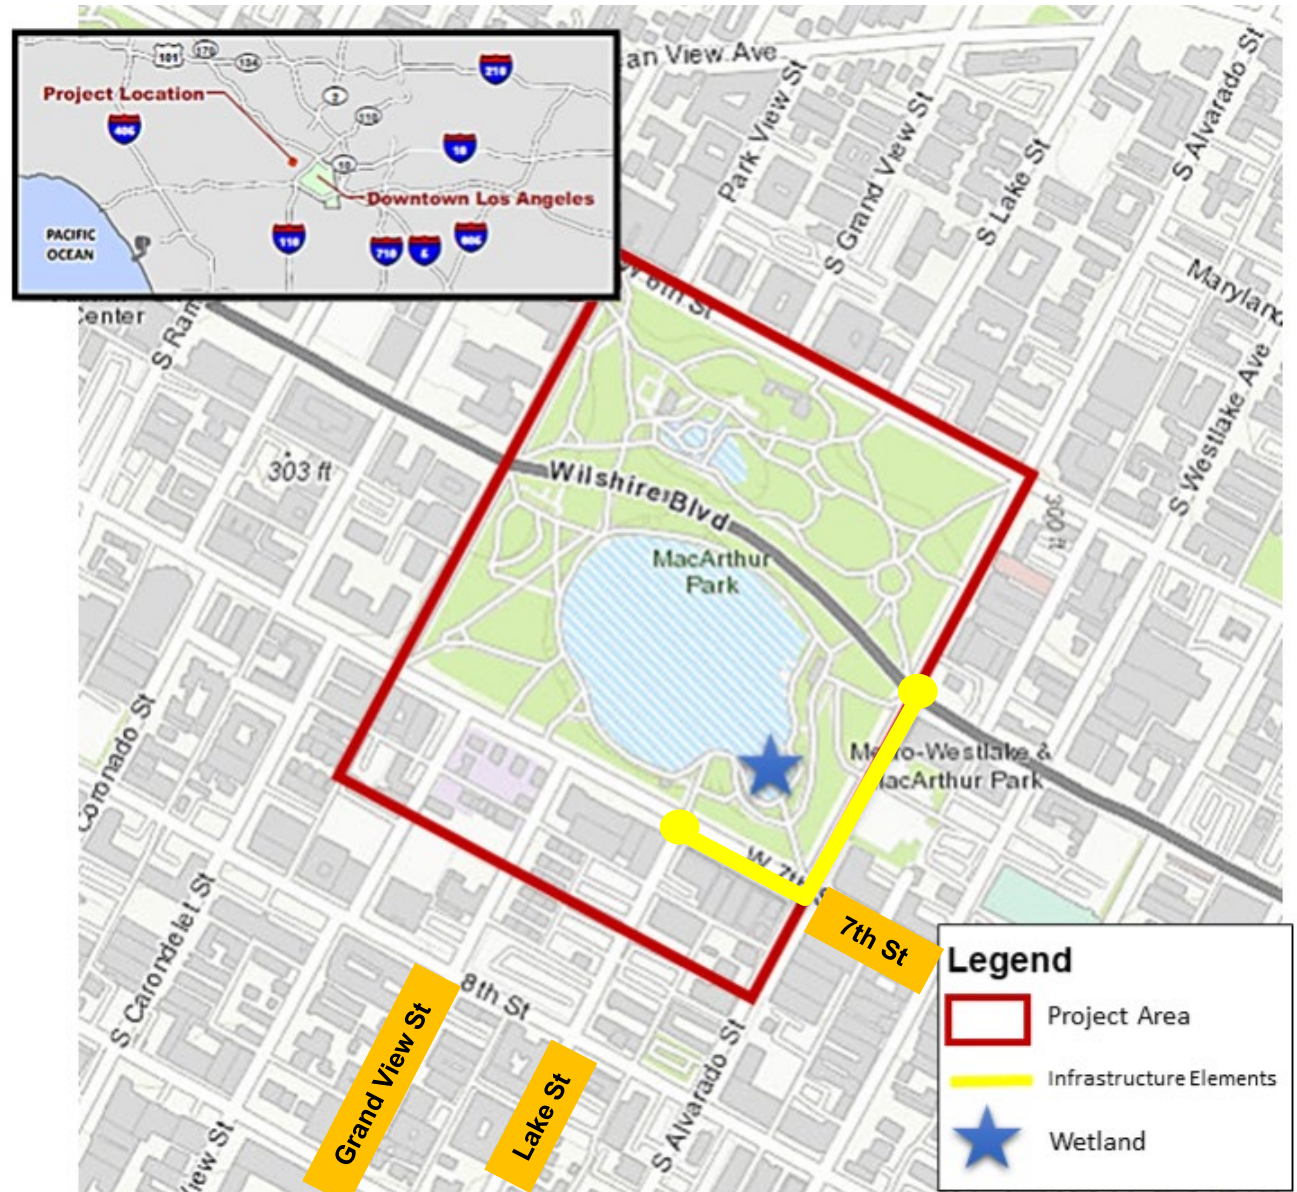 101
170
134
210
Project Location
2
110
405
10
10
Downtown Los Angeles
PACIFIC
OCEAN
5
110
710
605
an View Ave
Park View St
S Grand View St
S Lake St
S Alvarado St
Maryland
S Westlake Ave
W 6th St
enter
S Ram
303 ft
300 ft
Wilshire Blvd
MacArthur
Park
Metro-Westlake &
MacArthur Park
W 7th S
7th St
S Coronado St
S Carondelet St
8th St
Grand View St
Lake St
S Alvarado St
View St
Legend
Project Area
Infrastructure Elements
Wetland